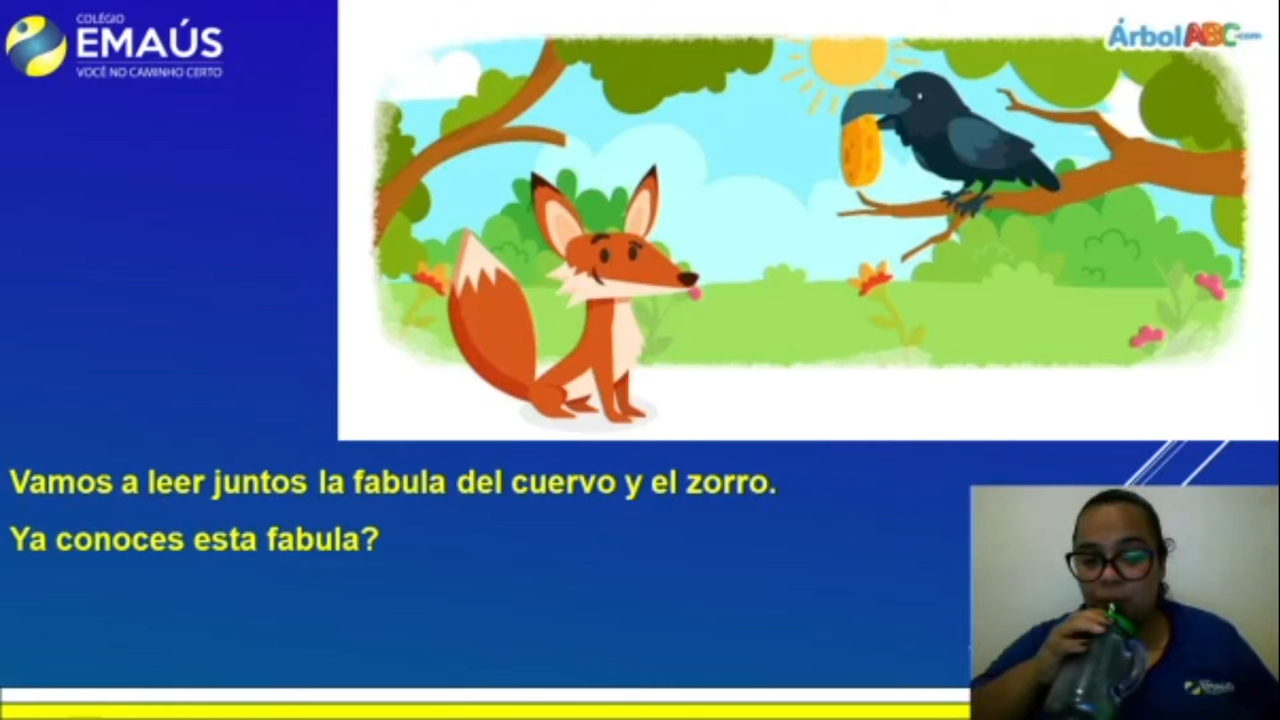 COLÉGIO
EMAÚS
VOCÊ NO CAMINHO CERTO
ÁrbolABC.com
Vamos a leer juntos la fabula del cuervo y el zorro.
Ya conoces esta fabula?
EMAÚS